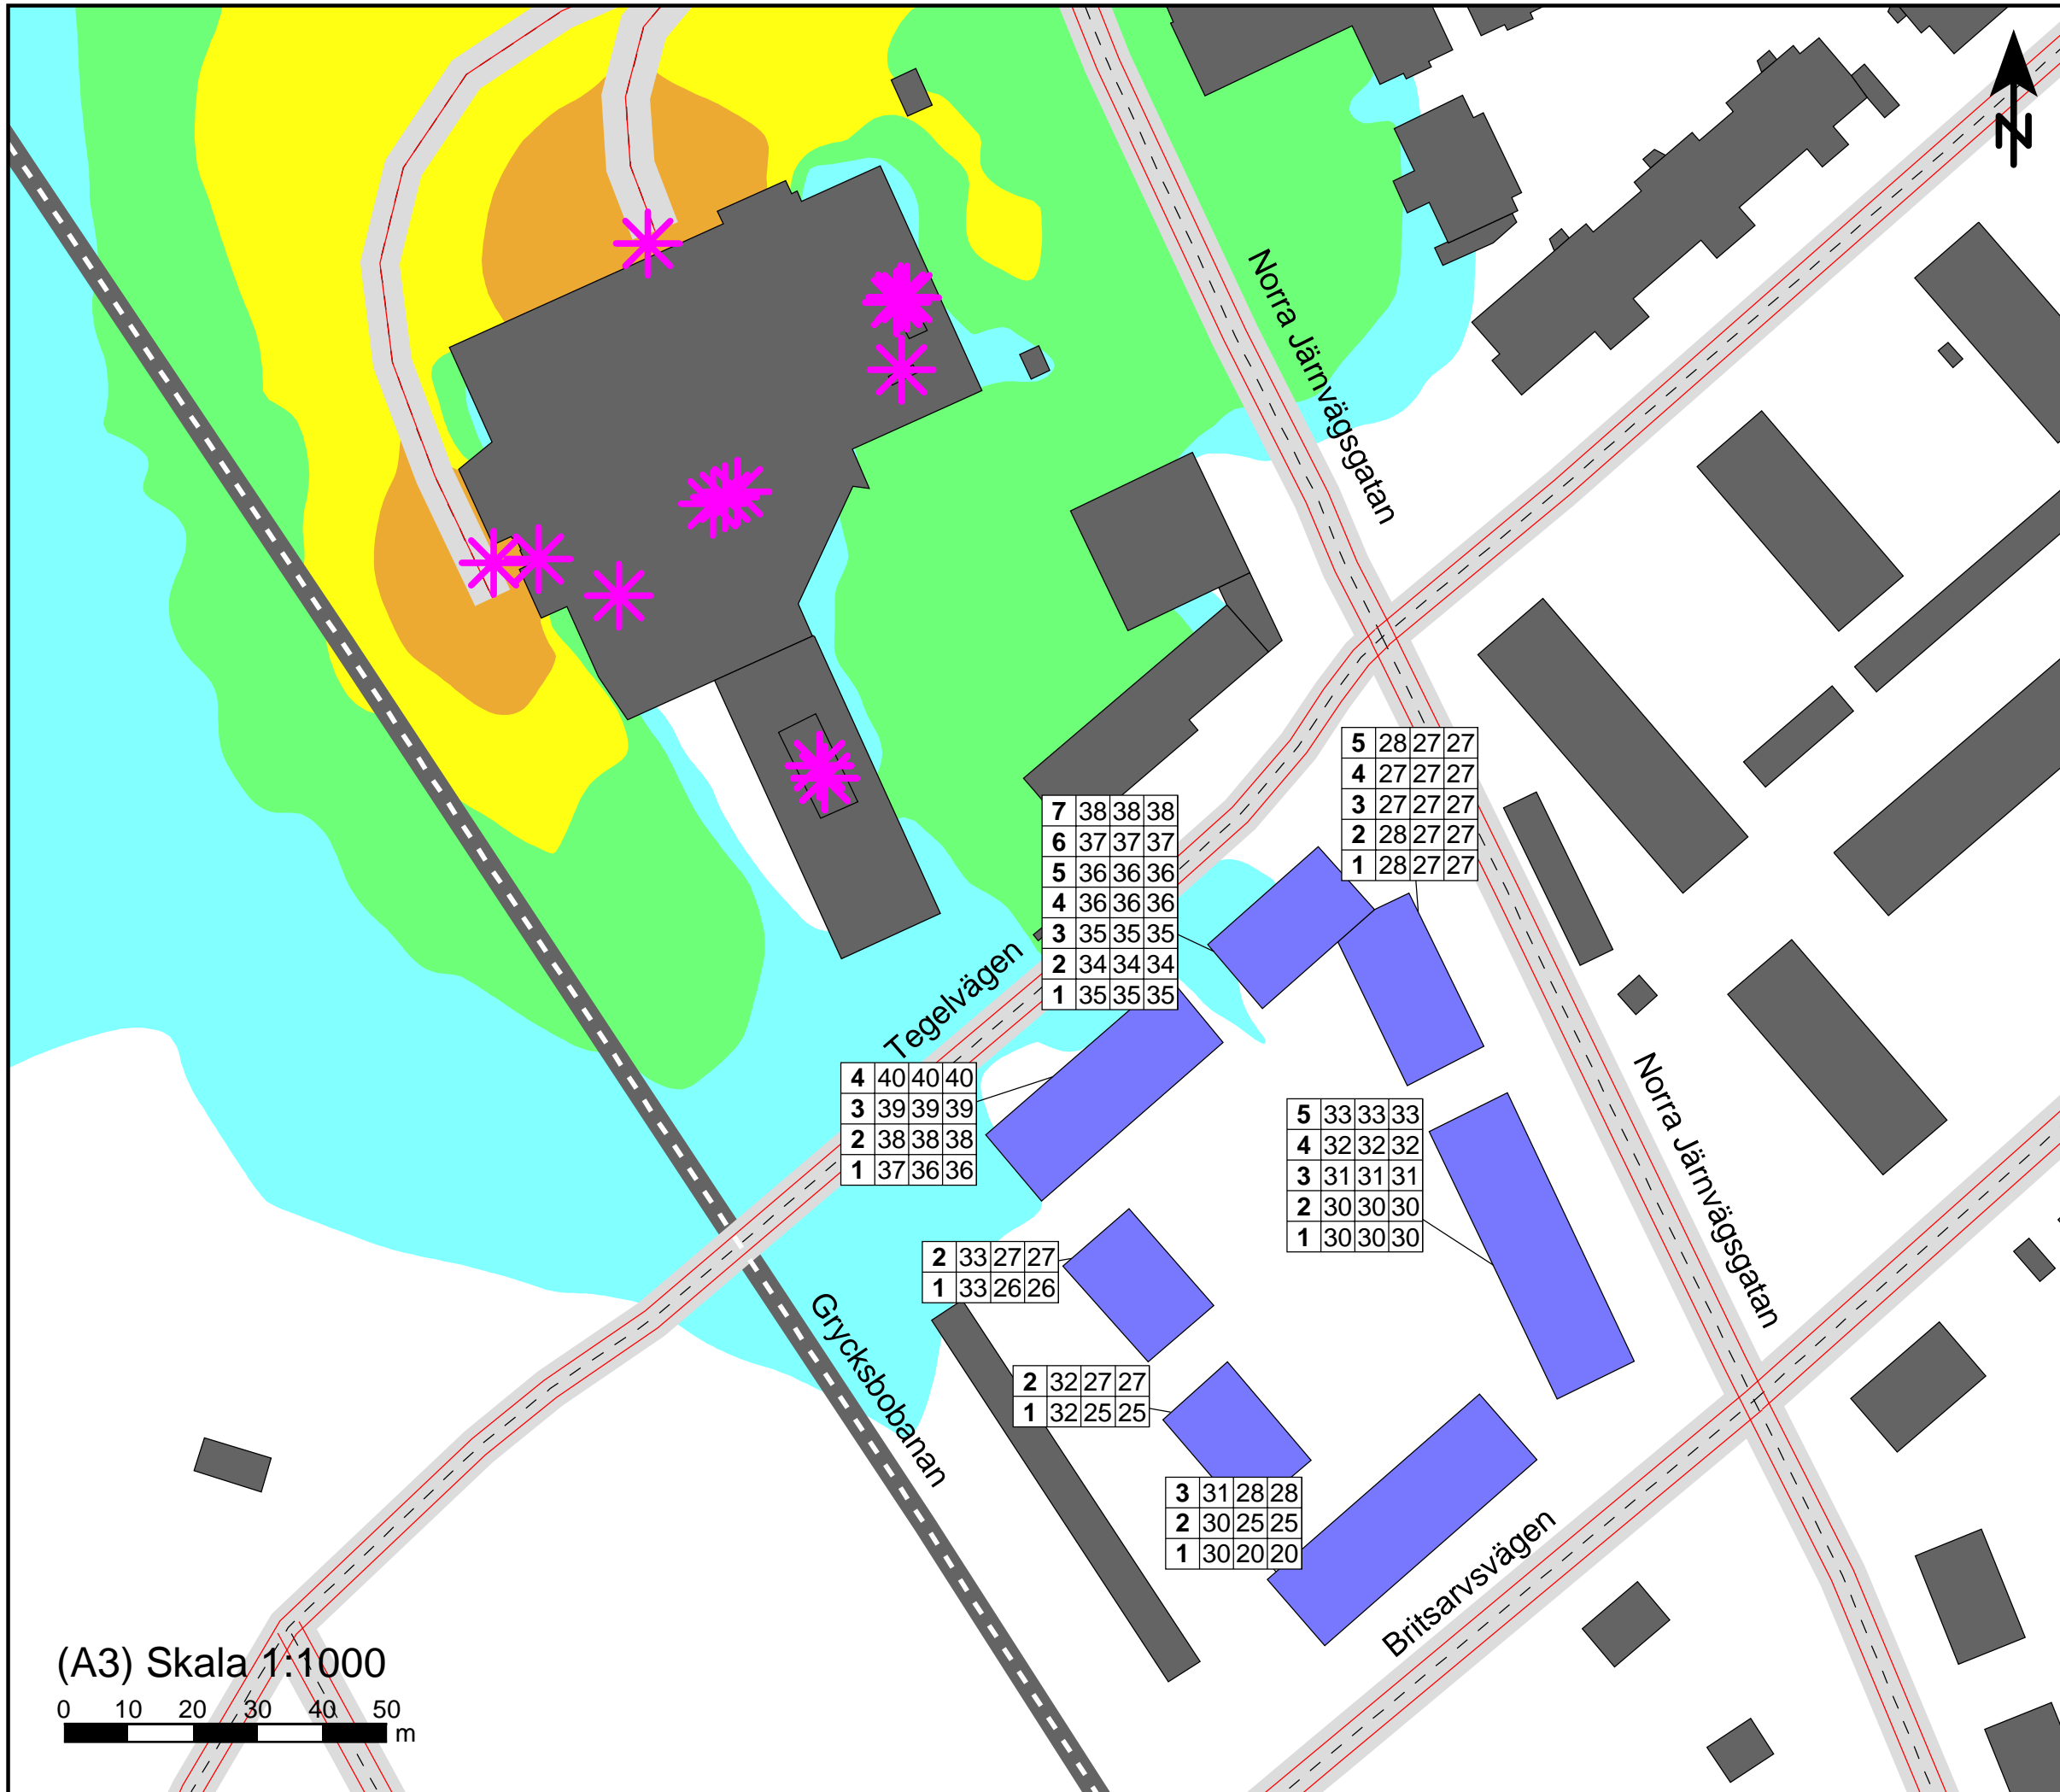 N
Norra Järnvägsgatan
5 28 27 27
4 27 27 27
3 27 27 27
2 28 27 27
1 28 27 27
7 38 38 38
6 37 37 37
5 36 36 36
4 36 36 36
3 35 35 35
2 34 34 34
1 35 35 35
Tegelvägen
4 40 40 40
3 39 39 39
2 38 38 38
1 37 36 36
Norra Järnvägsgatan
5 33 33 33
4 32 32 32
3 31 31 31
2 30 30 30
1 30 30 30
2 33 27 27
1 33 26 26
Grycksbobanan
2 32 27 27
1 32 25 25
3 31 28 28
2 30 25 25
1 30 20 20
Britsarvsvägen
(A3) Skala 1:1000
0 10 20 30 40 50
m